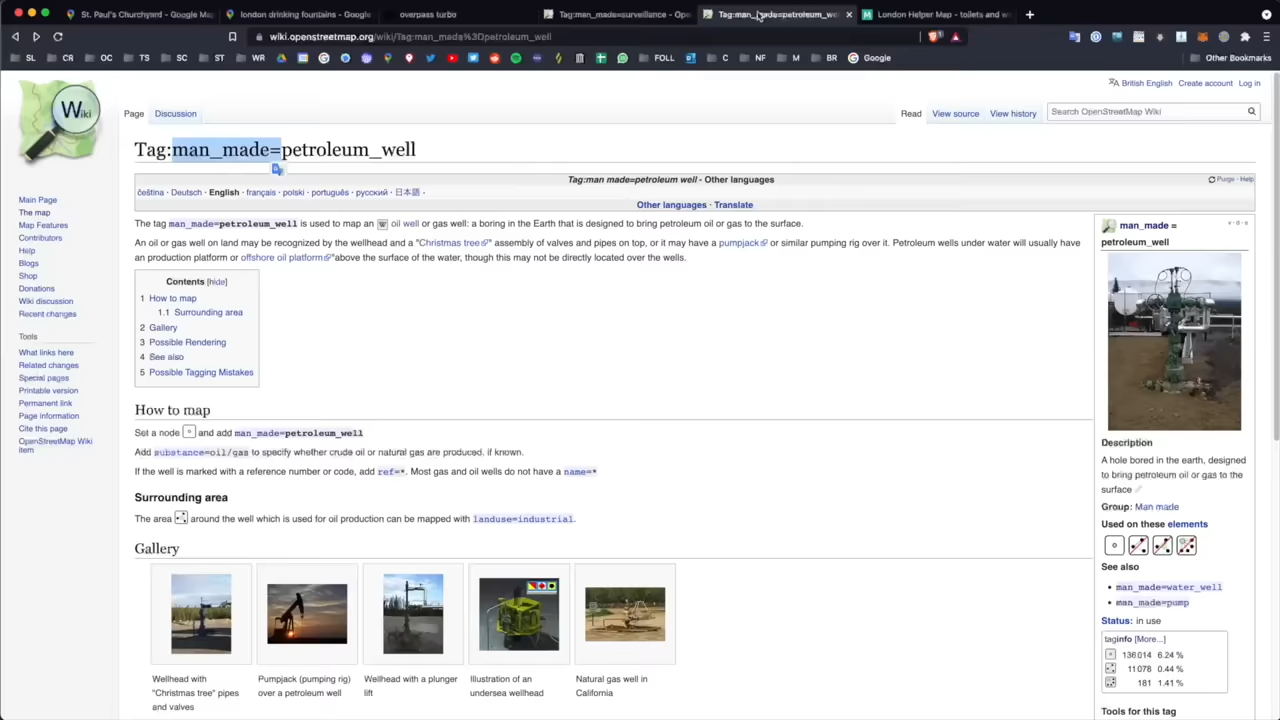 St. Paul's Churchyard - Google M
london drinking fountains - Goog
overpass turbo
Tag:man_made=surveillance - Op
Tag:man_made=petroleum_we
London Helper Map - toilets and w
wiki.openstreetmap.org/wiki/Tag:man_made%3Dpetroleum_well
SL CR OC TS SC ST WR FOLL C NF M BR Google Other Bookmarks
British English Create account Log in
Page Discussion Read View source View history Search OpenStreetMap Wiki
Wiki
Tag:man_made=petroleum_well
Tag:man made=petroleum well - Other languages
Purge - Help
čeština · Deutsch · English · français · polski · português · русский · 日本語 ·
Other languages · Translate
Main Page
The map
Map Features
Contributors
Help
Blogs
Shop
Donations
Wiki discussion
Recent changes
Tools
What links here
Related changes
Special pages
Printable version
Permanent link
Page information
Cite this page
OpenStreetMap Wiki
item
The tag man_made=petroleum_well is used to map an oil well or gas well: a boring in the Earth that is designed to bring petroleum oil or gas to the surface.
An oil or gas well on land may be recognized by the wellhead and a "Christmas tree" assembly of valves and pipes on top, or it may have a pumpjack or similar pumping rig over it. Petroleum wells under water will usually have
an production platform or offshore oil platform"above the surface of the water, though this may not be directly located over the wells.
Contents [hide]
1 How to map
1.1 Surrounding area
2 Gallery
3 Possible Rendering
4 See also
5 Possible Tagging Mistakes
How to map
Set a node and add man_made=petroleum_well
Add substance=oil/gas to specify whether crude oil or natural gas are produced, if known.
If the well is marked with a reference number or code, add ref=*. Most gas and oil wells do not have a name=*
Surrounding area
The area around the well which is used for oil production can be mapped with landuse=industrial.
Gallery
Wellhead with
"Christmas tree" pipes
and valves
Pumpjack (pumping rig)
over a petroleum well
Wellhead with a plunger
lift
Illustration of an
undersea wellhead
Natural gas well in
California
v · d · e
man_made =
petroleum_well
Description
A hole bored in the earth, designed
to bring petroleum oil or gas to the
surface
Group: Man made
Used on these elements
See also
• man_made=water_well
• man_made=pump
Status: in use
taginfo [More...]
136 014 6.24 %
11 078 0.44 %
181 1.41 %
Tools for this tag